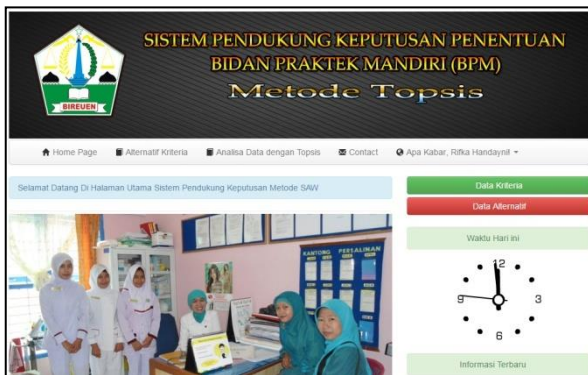 SISTEM PENDUKUNG KEPUTUSAN PENENTUAN
BIDAN PRAKTEK MANDIRI (BPM)
Metode Topsis
BIREUEN
Home Page
Alternatif Kriteria
Analisa Data dengan Topsis
Contact
Apa Kabar, Rifka Handayni!
Selamat Datang Di Halaman Utama Sistem Pendukung Keputusan Metode SAW
Data Kriteria
Data Alternatif
Waktu Hari ini
KANTONG PERSALINAN
12
9
3
6
Informasi Terbaru